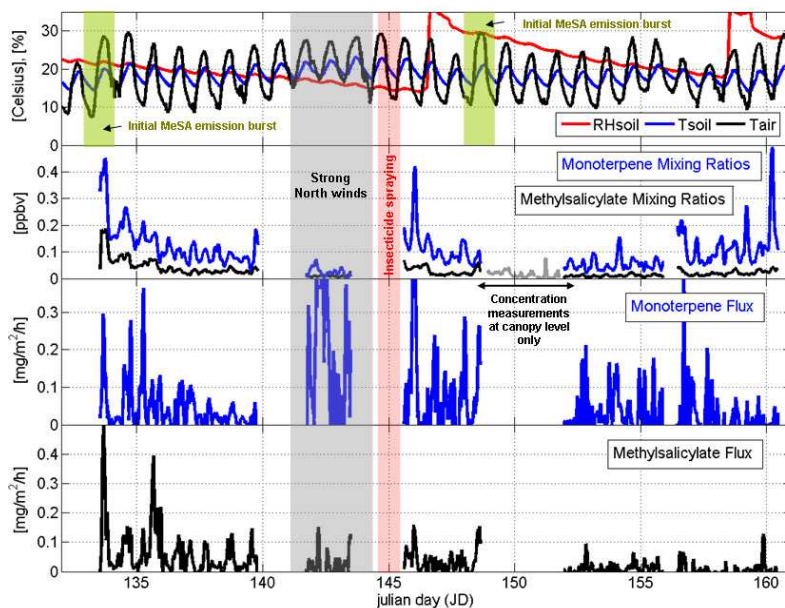 [Celsius], [%]
30
20
10
Initial MeSA emission burst
Initial MeSA emission burst
RHsoil
Tsoil
Tair
[ppbv]
0.4
0.3
0.2
0.1
0
Strong
North winds
Insecticide spraying
Monoterpene Mixing Ratios
Methylsalicylate Mixing Ratios
[mg/m²/h]
0.3
0.2
0.1
0
Concentration
measurements
at canopy level
only
Monoterpene Flux
[mg/m²/h]
0.4
0.3
0.2
0.1
0
Methylsalicylate Flux
135
140
145
150
155
160
julian day (JD)